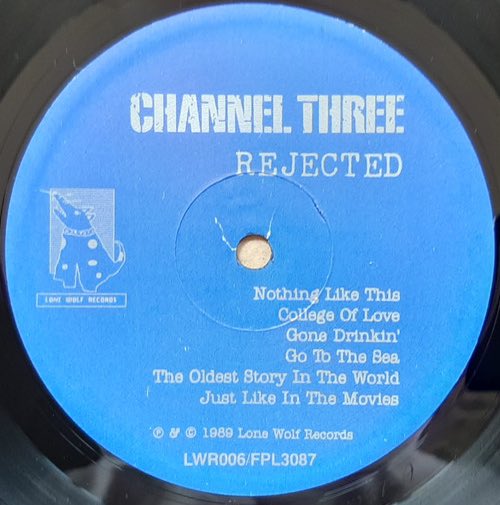 CHANNEL THREE
REJECTED
LONE WOLF RECORDS
Nothing Like This
College Of Love
Gone Drinkin'
Go To The Sea
The Oldest Story In The World
Just Like In The Movies
℗ & © 1989 Lone Wolf Records
LWR006/FPL3087